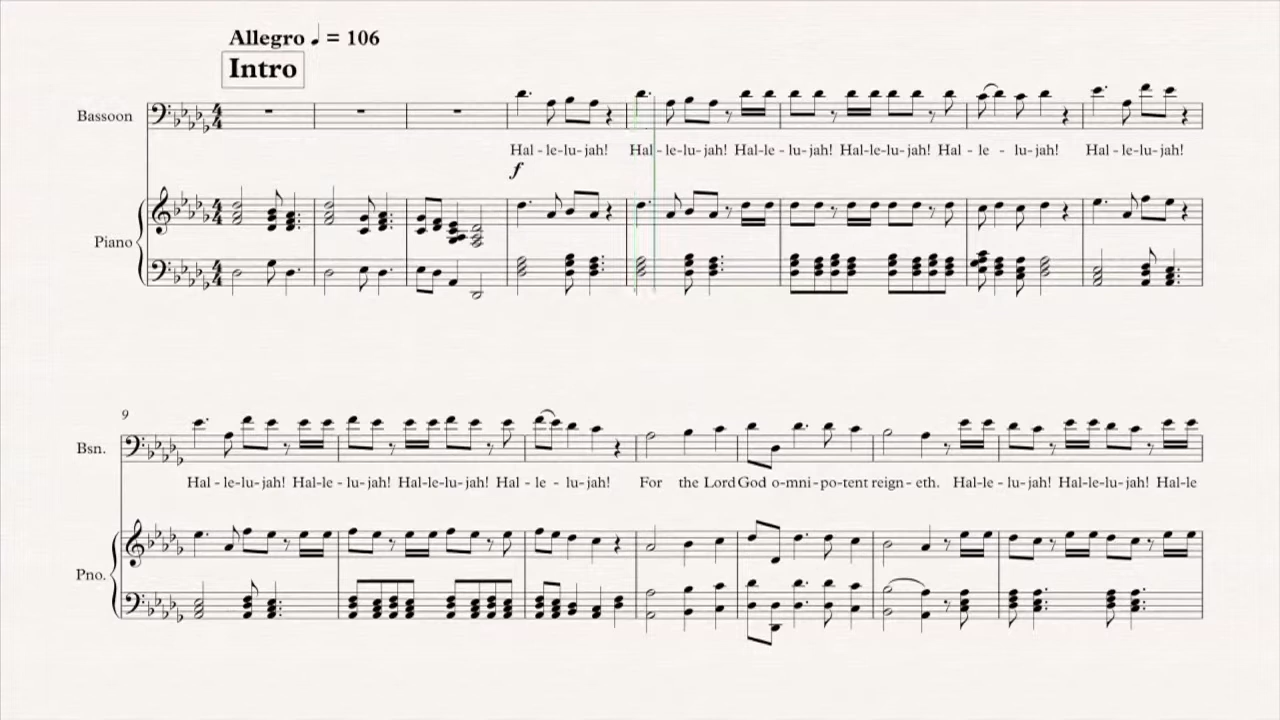 Allegro ♩ = 106
Intro
Bassoon
Hal - le-lu-jah! Hal-le-lu-jah! Hal-le - lu-jah! Hal-le-lu-jah! Hal - le - lu-jah! Hal-le-lu-jah!
f
Piano
9
Bsn.
Hal-le-lu-jah! Hal-le - lu-jah! Hal-le-lu-jah! Hal-le - lu-jah! For the Lord God o-mni-po-tent reign-eth. Hal-le - lu-jah! Hal-le-lu-jah! Hal-le
Pno.